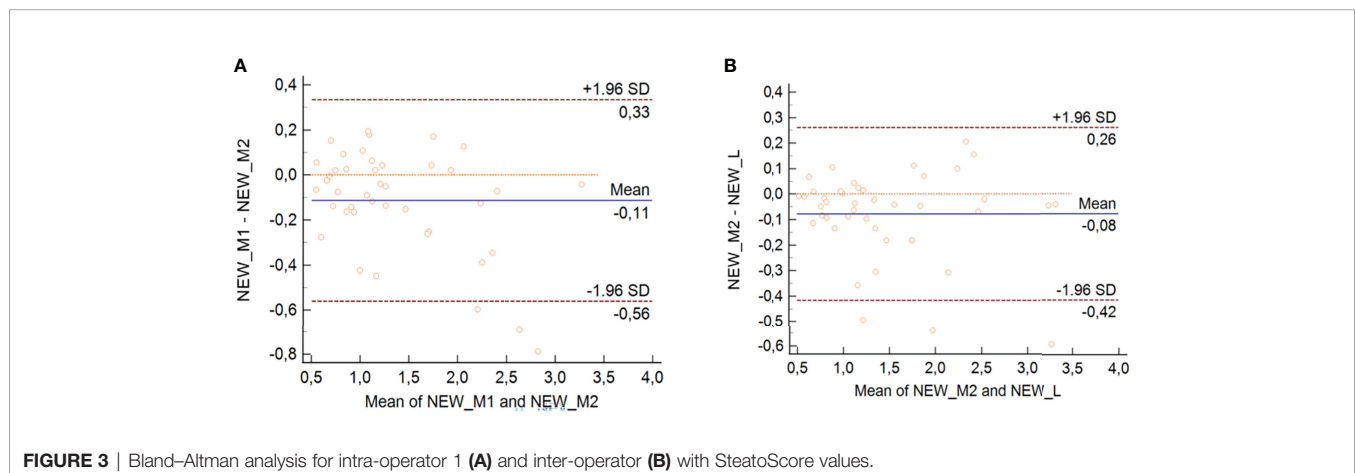 A
0,4
0,2
0,0
-0,2
-0,4
-0,6
-0,8
NEW_M1 - NEW_M2
+1.96 SD
0,33
Mean
-0,11
-1.96 SD
-0,56
0,5 1,0 1,5 2,0 2,5 3,0 3,5 4,0
Mean of NEW_M1 and NEW_M2
B
0,4
0,3
0,2
0,1
0,0
-0,1
-0,2
-0,3
-0,4
-0,5
-0,6
NEW_M2 - NEW_L
+1.96 SD
0,26
Mean
-0,08
-1.96 SD
-0,42
0,5 1,0 1,5 2,0 2,5 3,0 3,5 4,0
Mean of NEW_M2 and NEW_L
FIGURE 3 | Bland–Altman analysis for intra-operator 1 (A) and inter-operator (B) with SteatoScore values.